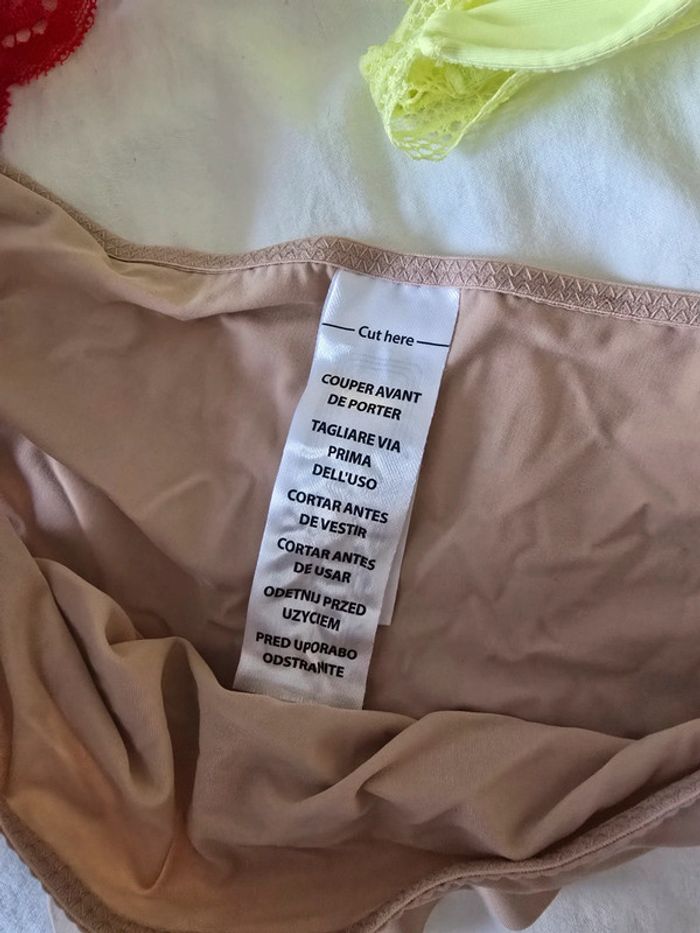 Cut here
COUPER AVANT
DE PORTER
TAGLIARE VIA
PRIMA
DELL'USO
CORTAR ANTES
DE VESTIR
CORTAR ANTES
DE USAR
ODETNIJ PRZED
UZYCIEM
PRED UPORABO
ODSTRANITE